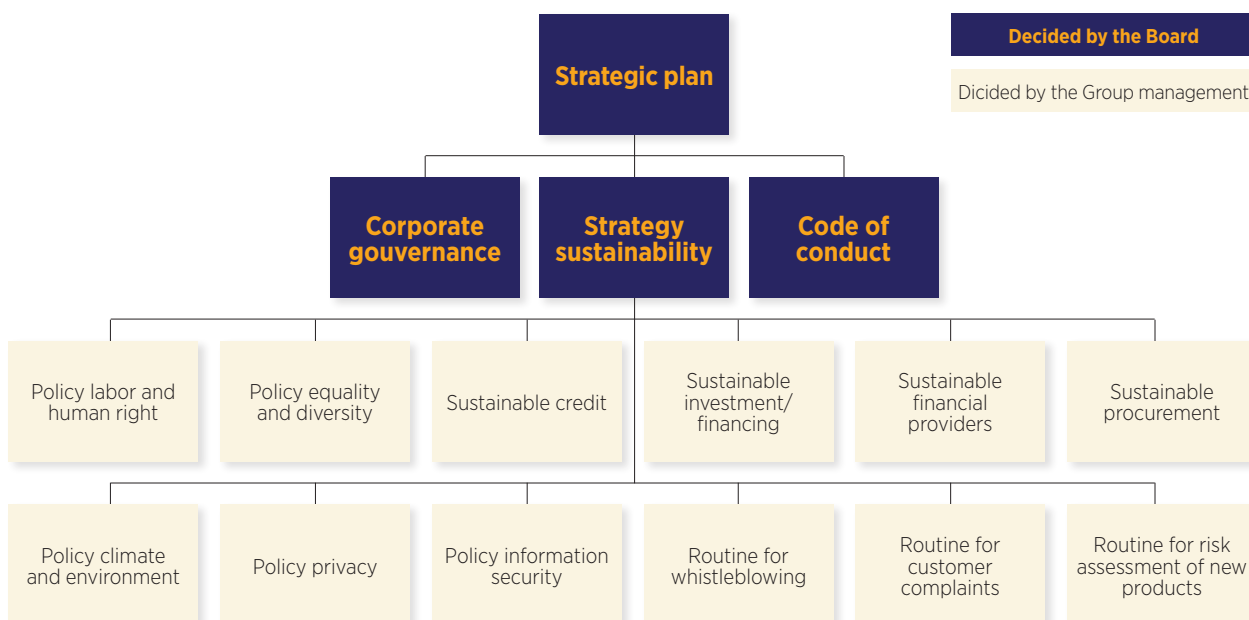 Decided by the Board
Strategic plan
Dicided by the Group management
Corporate
gouvernance
Strategy
sustainability
Code of
conduct
Policy labor and
human right
Policy equality
and diversity
Sustainable credit
Sustainable
investment/
financing
Sustainable
financial
providers
Sustainable
procurement
Policy climate
and environment
Policy privacy
Policy information
security
Routine for
whistleblowing
Routine for
customer
complaints
Routine for risk
assessment of new
products